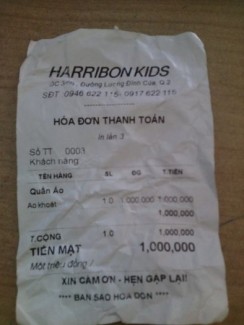 HARRIBON KIDS
Đường Lương Định Của, Q.2
SĐT 0946 622 115 0917 622 115
HÓA ĐƠN THANH TOÁN
In lần 3
Số TT 0003
Khách hàng
TÊN HÀNG SL ĐG T.TIỀN
Quần Áo
Ao khoát 1.0 1,000,000 1,000,000
1,000,000
T.CỘNG 1.0 1,000,000
TIỀN MẶT 1,000,000
Một triệu đồng /
XIN CẢM ƠN - HẸN GẶP LẠI!
**** BẢN SAO HÓA ĐƠN ****